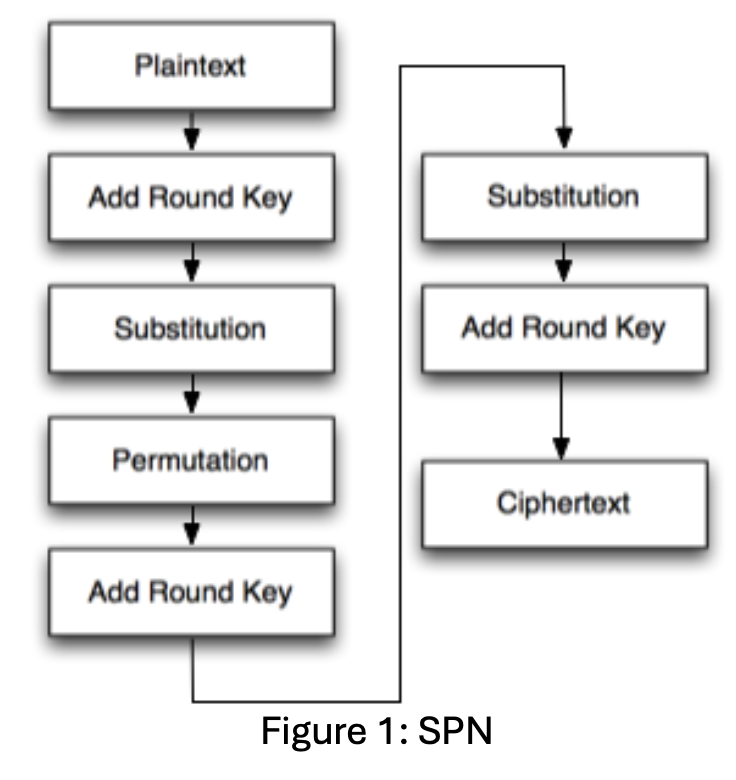 Plaintext
Add Round Key
Substitution
Permutation
Add Round Key
Substitution
Add Round Key
Ciphertext
Figure 1: SPN